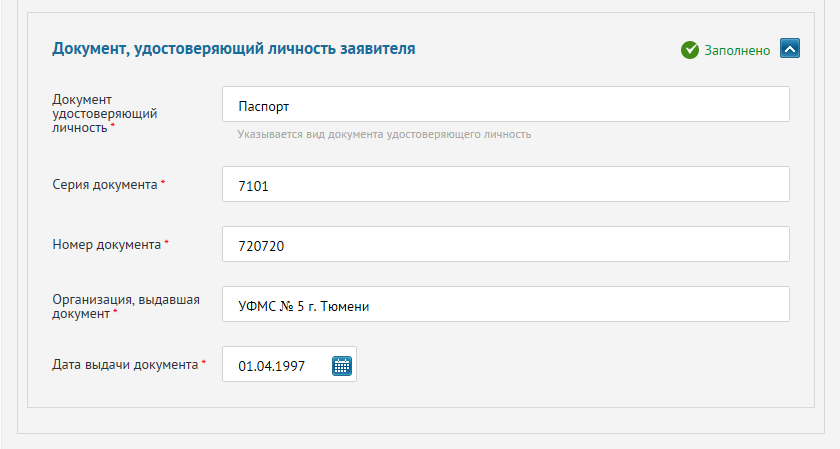 Документ, удостоверяющий личность заявителя
Заполнено
Документ
удостоверяющий
личность *
Паспорт
Указывается вид документа удостоверяющего личность
Серия документа *
7101
Номер документа *
720720
Организация, выдавшая
документ *
УФМС № 5 г. Тюмени
Дата выдачи документа *
01.04.1997